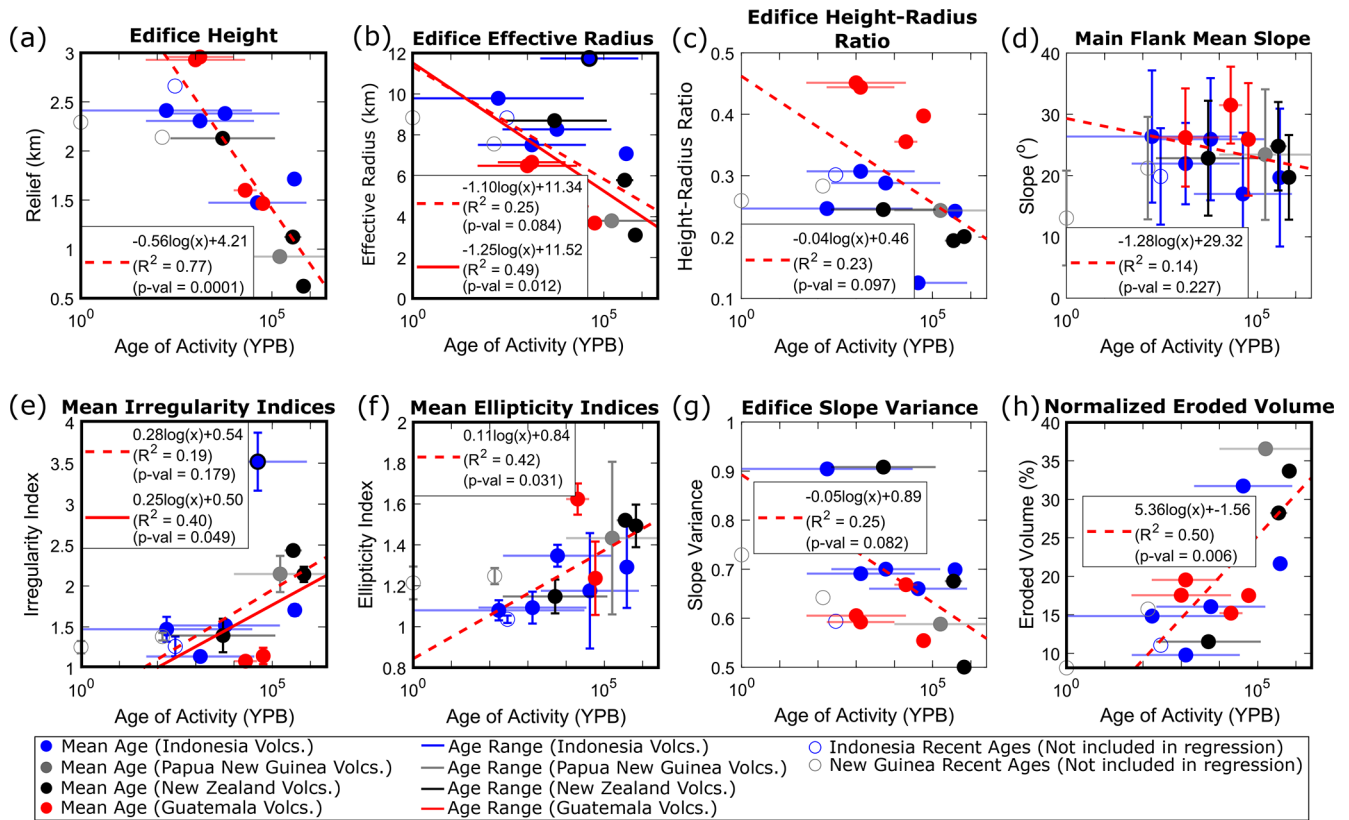 (a)
Edifice Height
3
2.5
2
1.5
1
0.5
Relief (km)
-0.56log(x)+4.21
(R² = 0.77)
(p-val = 0.0001)
10⁰
10⁵
Age of Activity (YPB)
(b)
Edifice Effective Radius
12
10
8
6
4
2
0
Effective Radius (km)
-1.10log(x)+11.34
(R² = 0.25)
(p-val = 0.084)
-1.25log(x)+11.52
(R² = 0.49)
(p-val = 0.012)
10⁰
10⁵
Age of Activity (YPB)
(c)
Edifice Height-Radius
Ratio
0.5
0.4
0.3
0.2
0.1
Height-Radius Ratio
-0.04log(x)+0.46
(R² = 0.23)
(p-val = 0.097)
10⁰
10⁵
Age of Activity (YPB)
(d)
Main Flank Mean Slope
40
30
20
10
0
Slope (°)
-1.28log(x)+29.32
(R² = 0.14)
(p-val = 0.227)
10⁰
10⁵
Age of Activity (YPB)
(e)
Mean Irregularity Indices
4
3.5
3
2.5
2
1.5
1
Irregularity Index
0.28log(x)+0.54
(R² = 0.19)
(p-val = 0.179)
0.25log(x)+0.50
(R² = 0.40)
(p-val = 0.049)
10⁰
10⁵
Age of Activity (YPB)
(f)
Mean Ellipticity Indices
2
1.8
1.6
1.4
1.2
1
0.8
Ellipticity Index
0.11log(x)+0.84
(R² = 0.42)
(p-val = 0.031)
10⁰
10⁵
Age of Activity (YPB)
(g)
Edifice Slope Variance
1
0.9
0.8
0.7
0.6
0.5
Slope Variance
-0.05log(x)+0.89
(R² = 0.25)
(p-val = 0.082)
10⁰
10⁵
Age of Activity (YPB)
(h)
Normalized Eroded Volume
40
35
30
25
20
15
10
Eroded Volume (%)
5.36log(x)+-1.56
(R² = 0.50)
(p-val = 0.006)
10⁰
10⁵
Age of Activity (YPB)
Mean Age (Indonesia Volcs.)
Mean Age (Papua New Guinea Volcs.)
Mean Age (New Zealand Volcs.)
Mean Age (Guatemala Volcs.)
Age Range (Indonesia Volcs.)
Age Range (Papua New Guinea Volcs.)
Age Range (New Zealand Volcs.)
Age Range (Guatemala Volcs.)
Indonesia Recent Ages (Not included in regression)
New Guinea Recent Ages (Not included in regression)